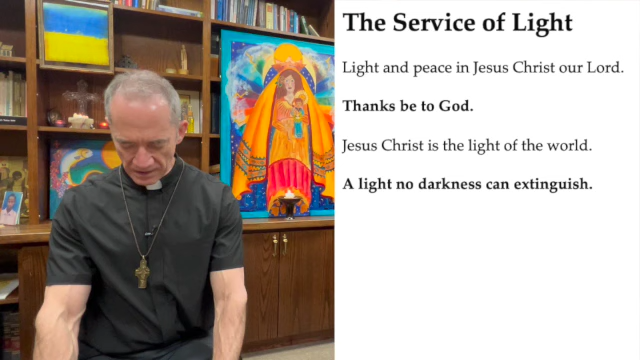 The Service of Light
Light and peace in Jesus Christ our Lord.
Thanks be to God.
Jesus Christ is the light of the world.
A light no darkness can extinguish.